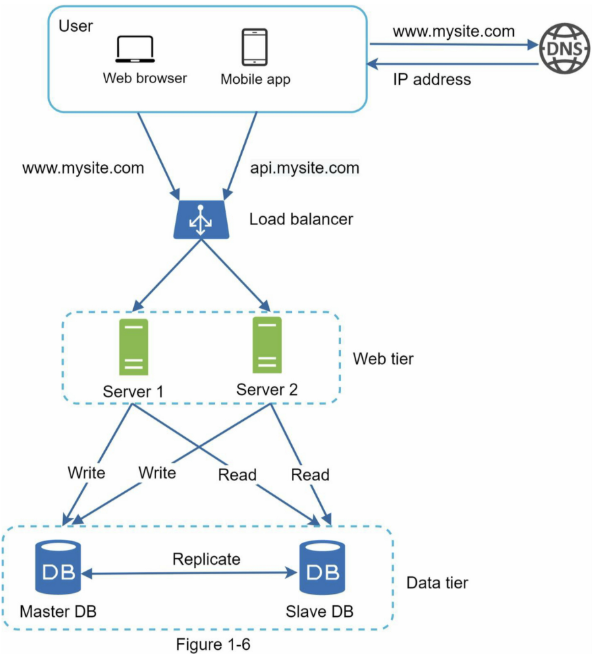 User
www.mysite.com
DNS
Web browser
Mobile app
IP address
www.mysite.com
api.mysite.com
Load balancer
Web tier
Server 1
Server 2
Write
Write
Read
Read
Replicate
DB
DB
Data tier
Master DB
Slave DB
Figure 1-6